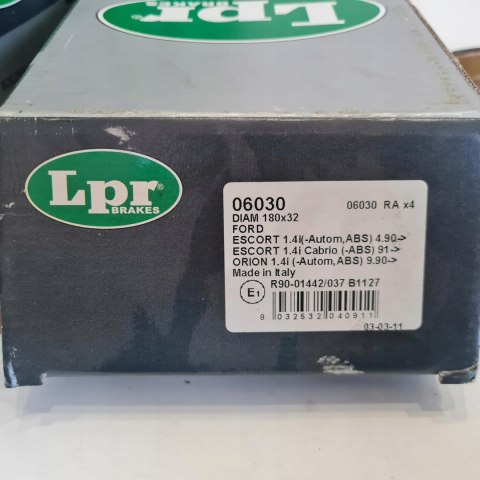 Lpr
BRAKES
Lpr
BRAKES
06030
06030 RA x4
DIAM 180x32
FORD
ESCORT 1.4i(-Autom,ABS) 4.90->
ESCORT 1.4i Cabrio (-ABS) 91->
ORION 1.4i (-Autom,ABS) 9.90->
Made in Italy
E1
R90-01442/037 B1127
8 032532 040911
03-03-11